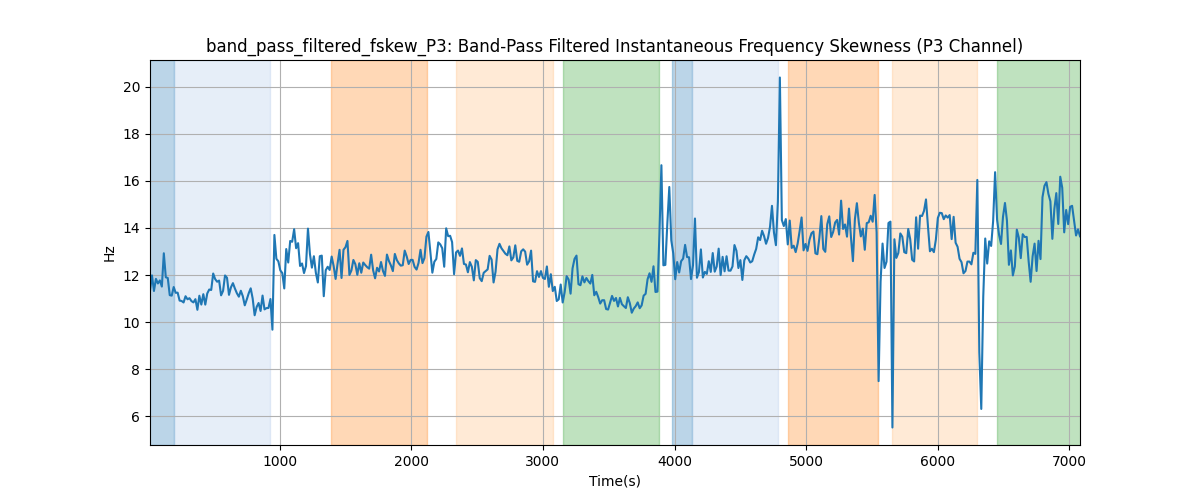 band_pass_filtered_fskew_P3: Band-Pass Filtered Instantaneous Frequency Skewness (P3 Channel)
20
18
16
14
12
10
8
6
Hz
1000 2000 3000 4000 5000 6000 7000
Time(s)